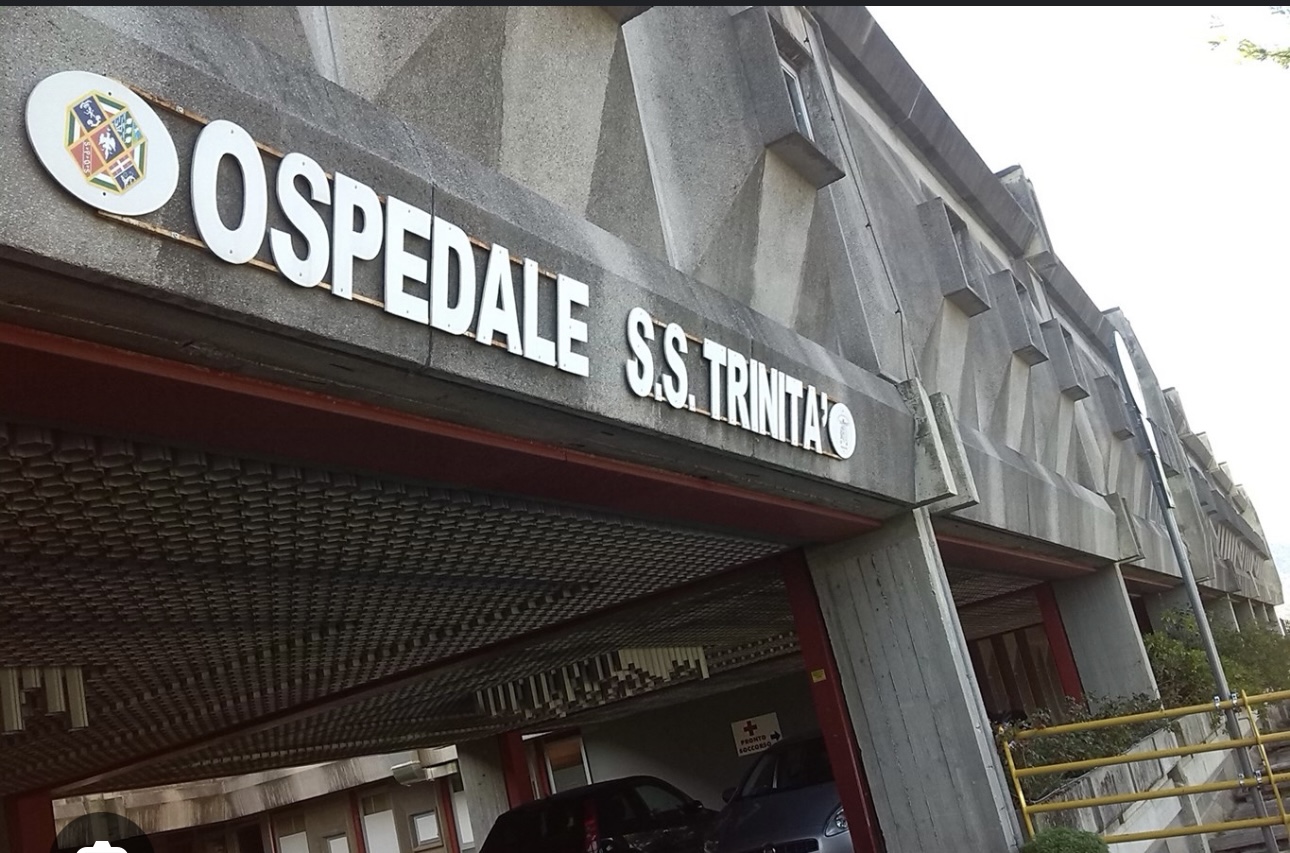 OSPEDALE S.S. TRINITA'
PRONTO
SOCCORSO